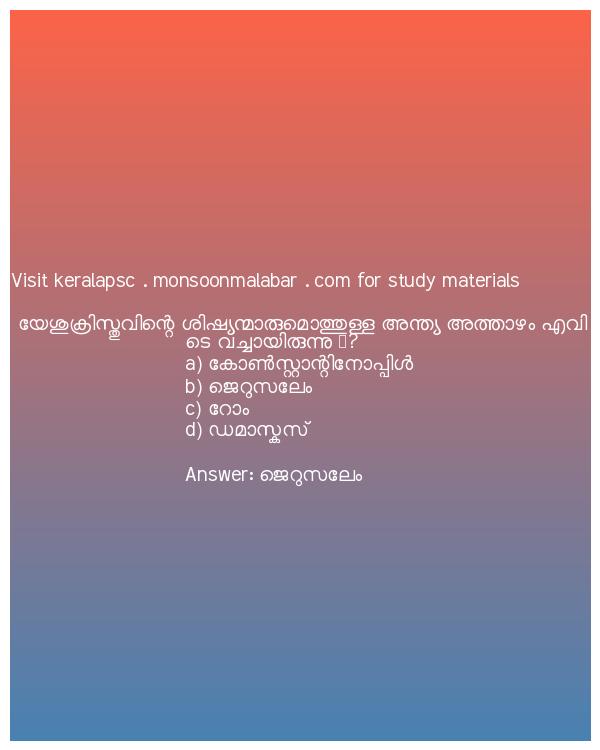 Visit keralapsc . monsoonmalabar . com for study materials
യേശുക്രിസ്തുവിന്റെ ശിഷ്യന്മാരുമൊത്തുള്ള അന്ത്യ അത്താഴം എവി
ടെ വച്ചായിരുന്നു ?
a) കോൺസ്റ്റാന്റിനോപ്പിൾ
b) ജെറുസലേം
c) റോം
d) ഡമാസ്കസ്
Answer: ജെറുസലേം